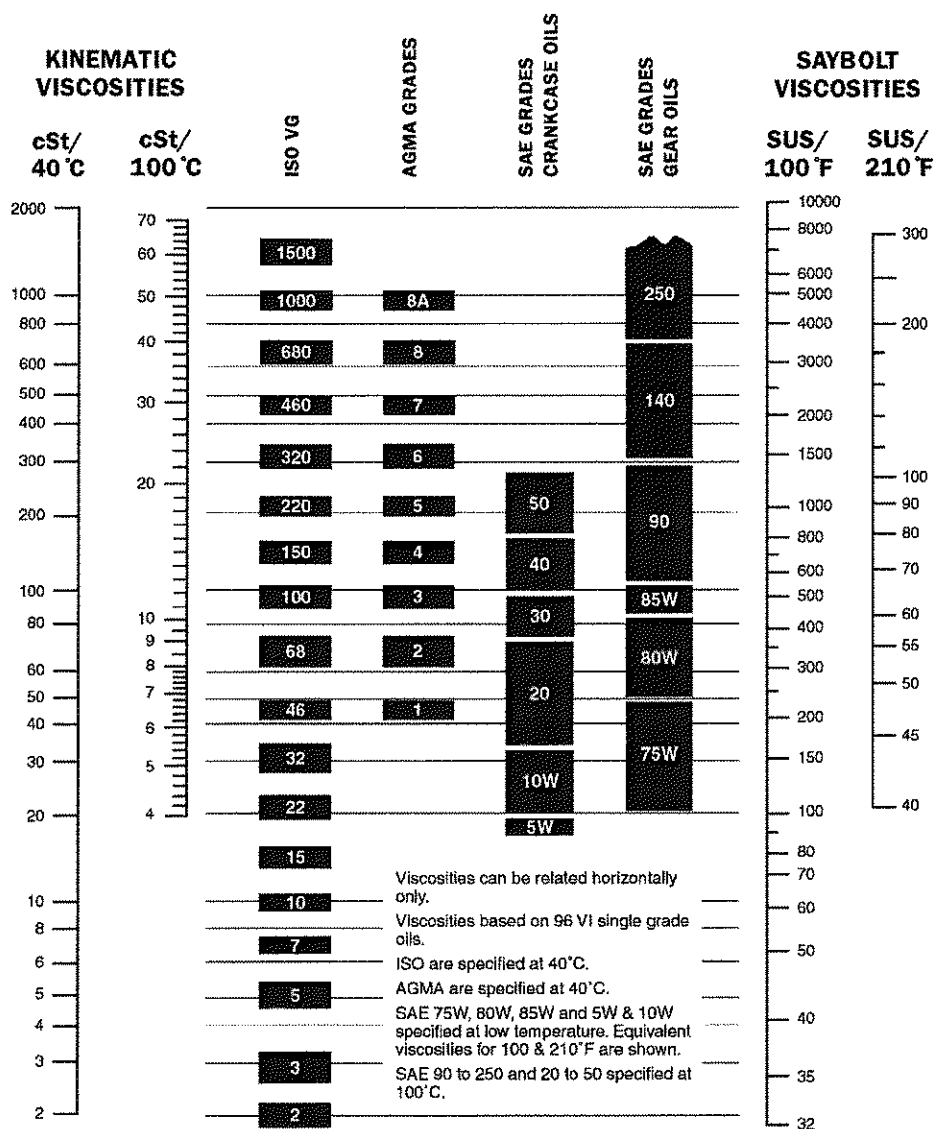 KINEMATIC
VISCOSITIES
cSt/
40°C
cSt/
100°C
ISO VG
AGMA GRADES
SAE GRADES
CRANKCASE OILS
SAE GRADES
GEAR OILS
SAYBOLT
VISCOSITIES
SUS/
100°F
SUS/
210°F
2000
1000
800
600
500
400
300
200
100
80
60
50
40
30
20
10
8
6
5
4
3
2
70
60
50
40
30
20
10
9
8
7
6
5
4
1500
1000
680
460
320
220
150
100
68
46
32
22
15
10
7
5
3
2
8A
8
7
6
5
4
3
2
1
50
40
30
20
10W
5W
250
140
90
85W
80W
75W
10000
8000
6000
5000
4000
3000
2000
1500
1000
800
600
500
400
300
200
150
100
80
70
60
50
40
35
32
300
200
100
90
80
70
60
55
50
45
40
Viscosities can be related horizontally
only.
Viscosities based on 96 VI single grade
oils.
ISO are specified at 40°C.
AGMA are specified at 40°C.
SAE 75W, 80W, 85W and 5W & 10W
specified at low temperature. Equivalent
viscosities for 100 & 210°F are shown.
SAE 90 to 250 and 20 to 50 specified at
100°C.